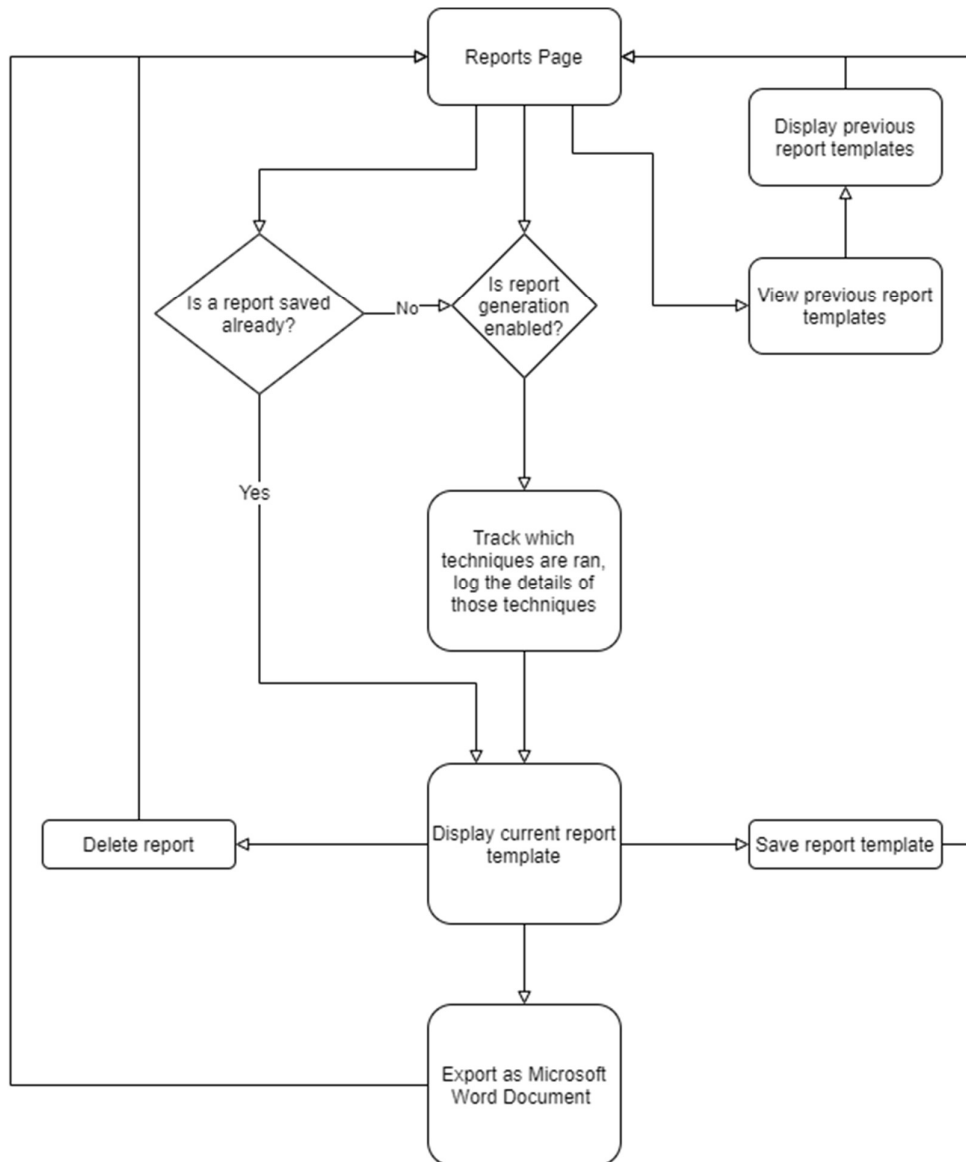 Reports Page
Display previous
report templates
Is a report saved
already?
No
Is report
generation
enabled?
View previous report
templates
Yes
Track which
techniques are ran,
log the details of
those techniques
Delete report
Display current report
template
Save report template
Export as Microsoft
Word Document